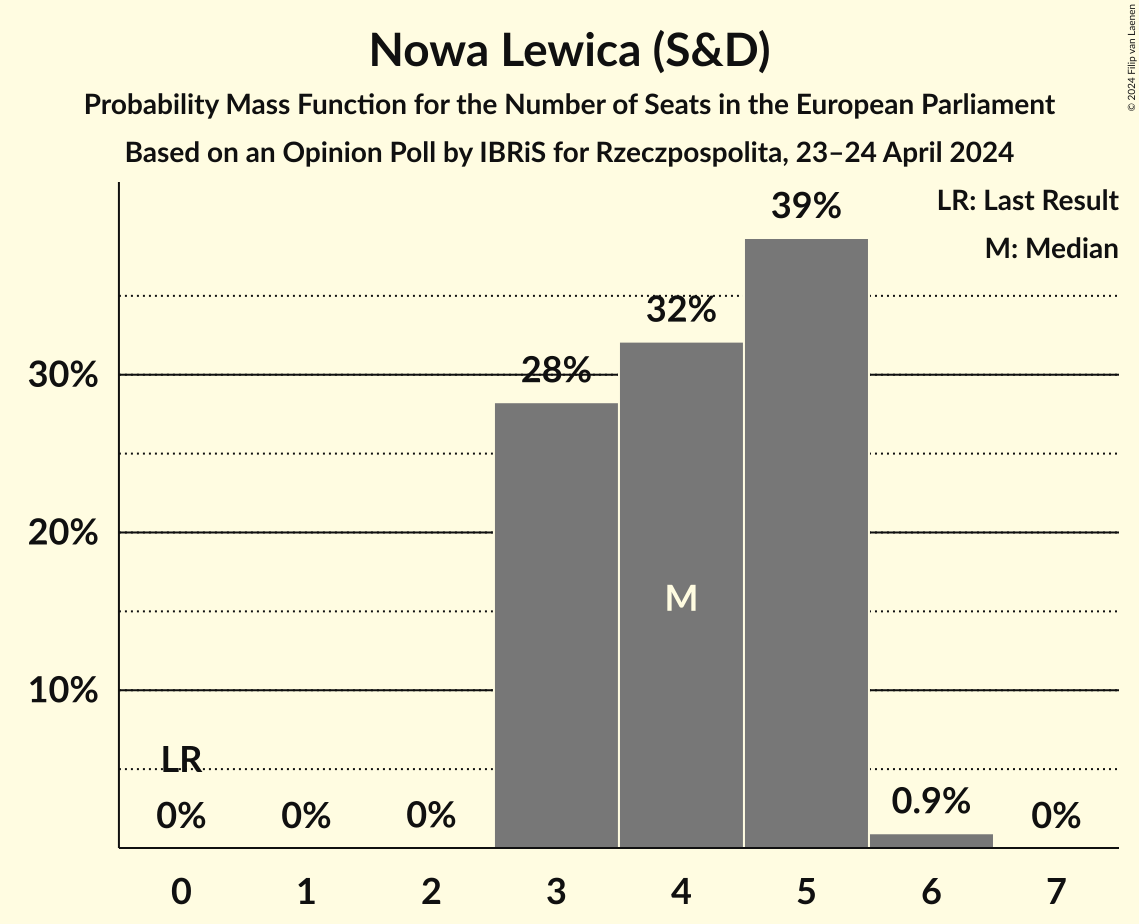 Nowa Lewica (S&D)
Probability Mass Function for the Number of Seats in the European Parliament
Based on an Opinion Poll by IBRiS for Rzeczpospolita, 23–24 April 2024
© 2024 Filip van Laenen
LR: Last Result
M: Median
39%
32%
28%
30%
20%
M
10%
LR
0%
0%
0%
0.9%
0%
0
1
2
3
4
5
6
7